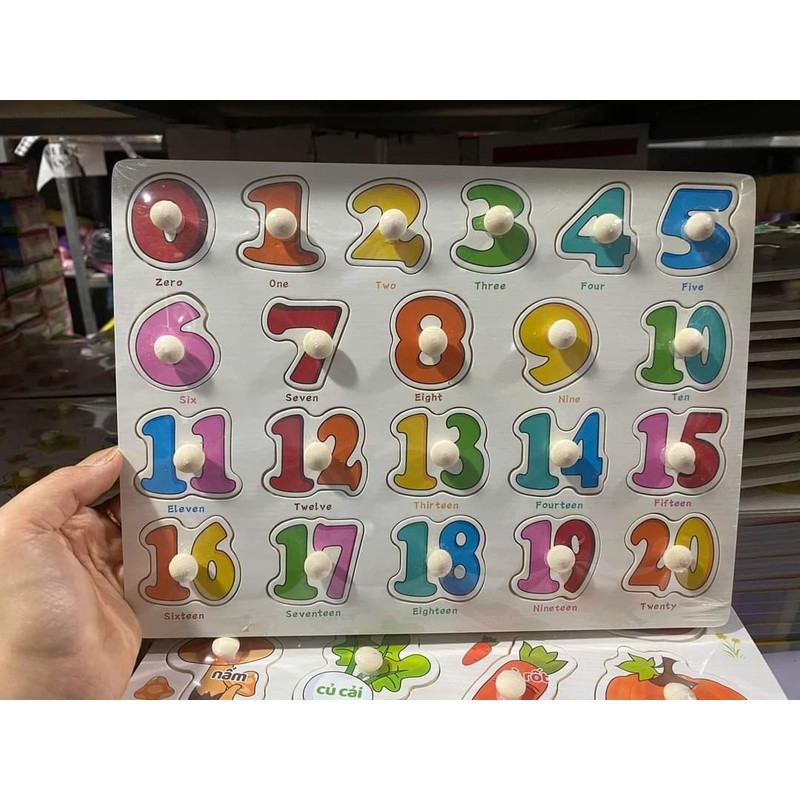 0 1 2 3 4 5
Zero One Two Three Four Five
6 7 8 9 10
Six Seven Eight Nine Ten
11 12 13 14 15
Eleven Twelve Thirteen Fourteen Fifteen
16 17 18 19 20
Sixteen Seventeen Eighteen Nineteen Twenty
nấm
củ cải